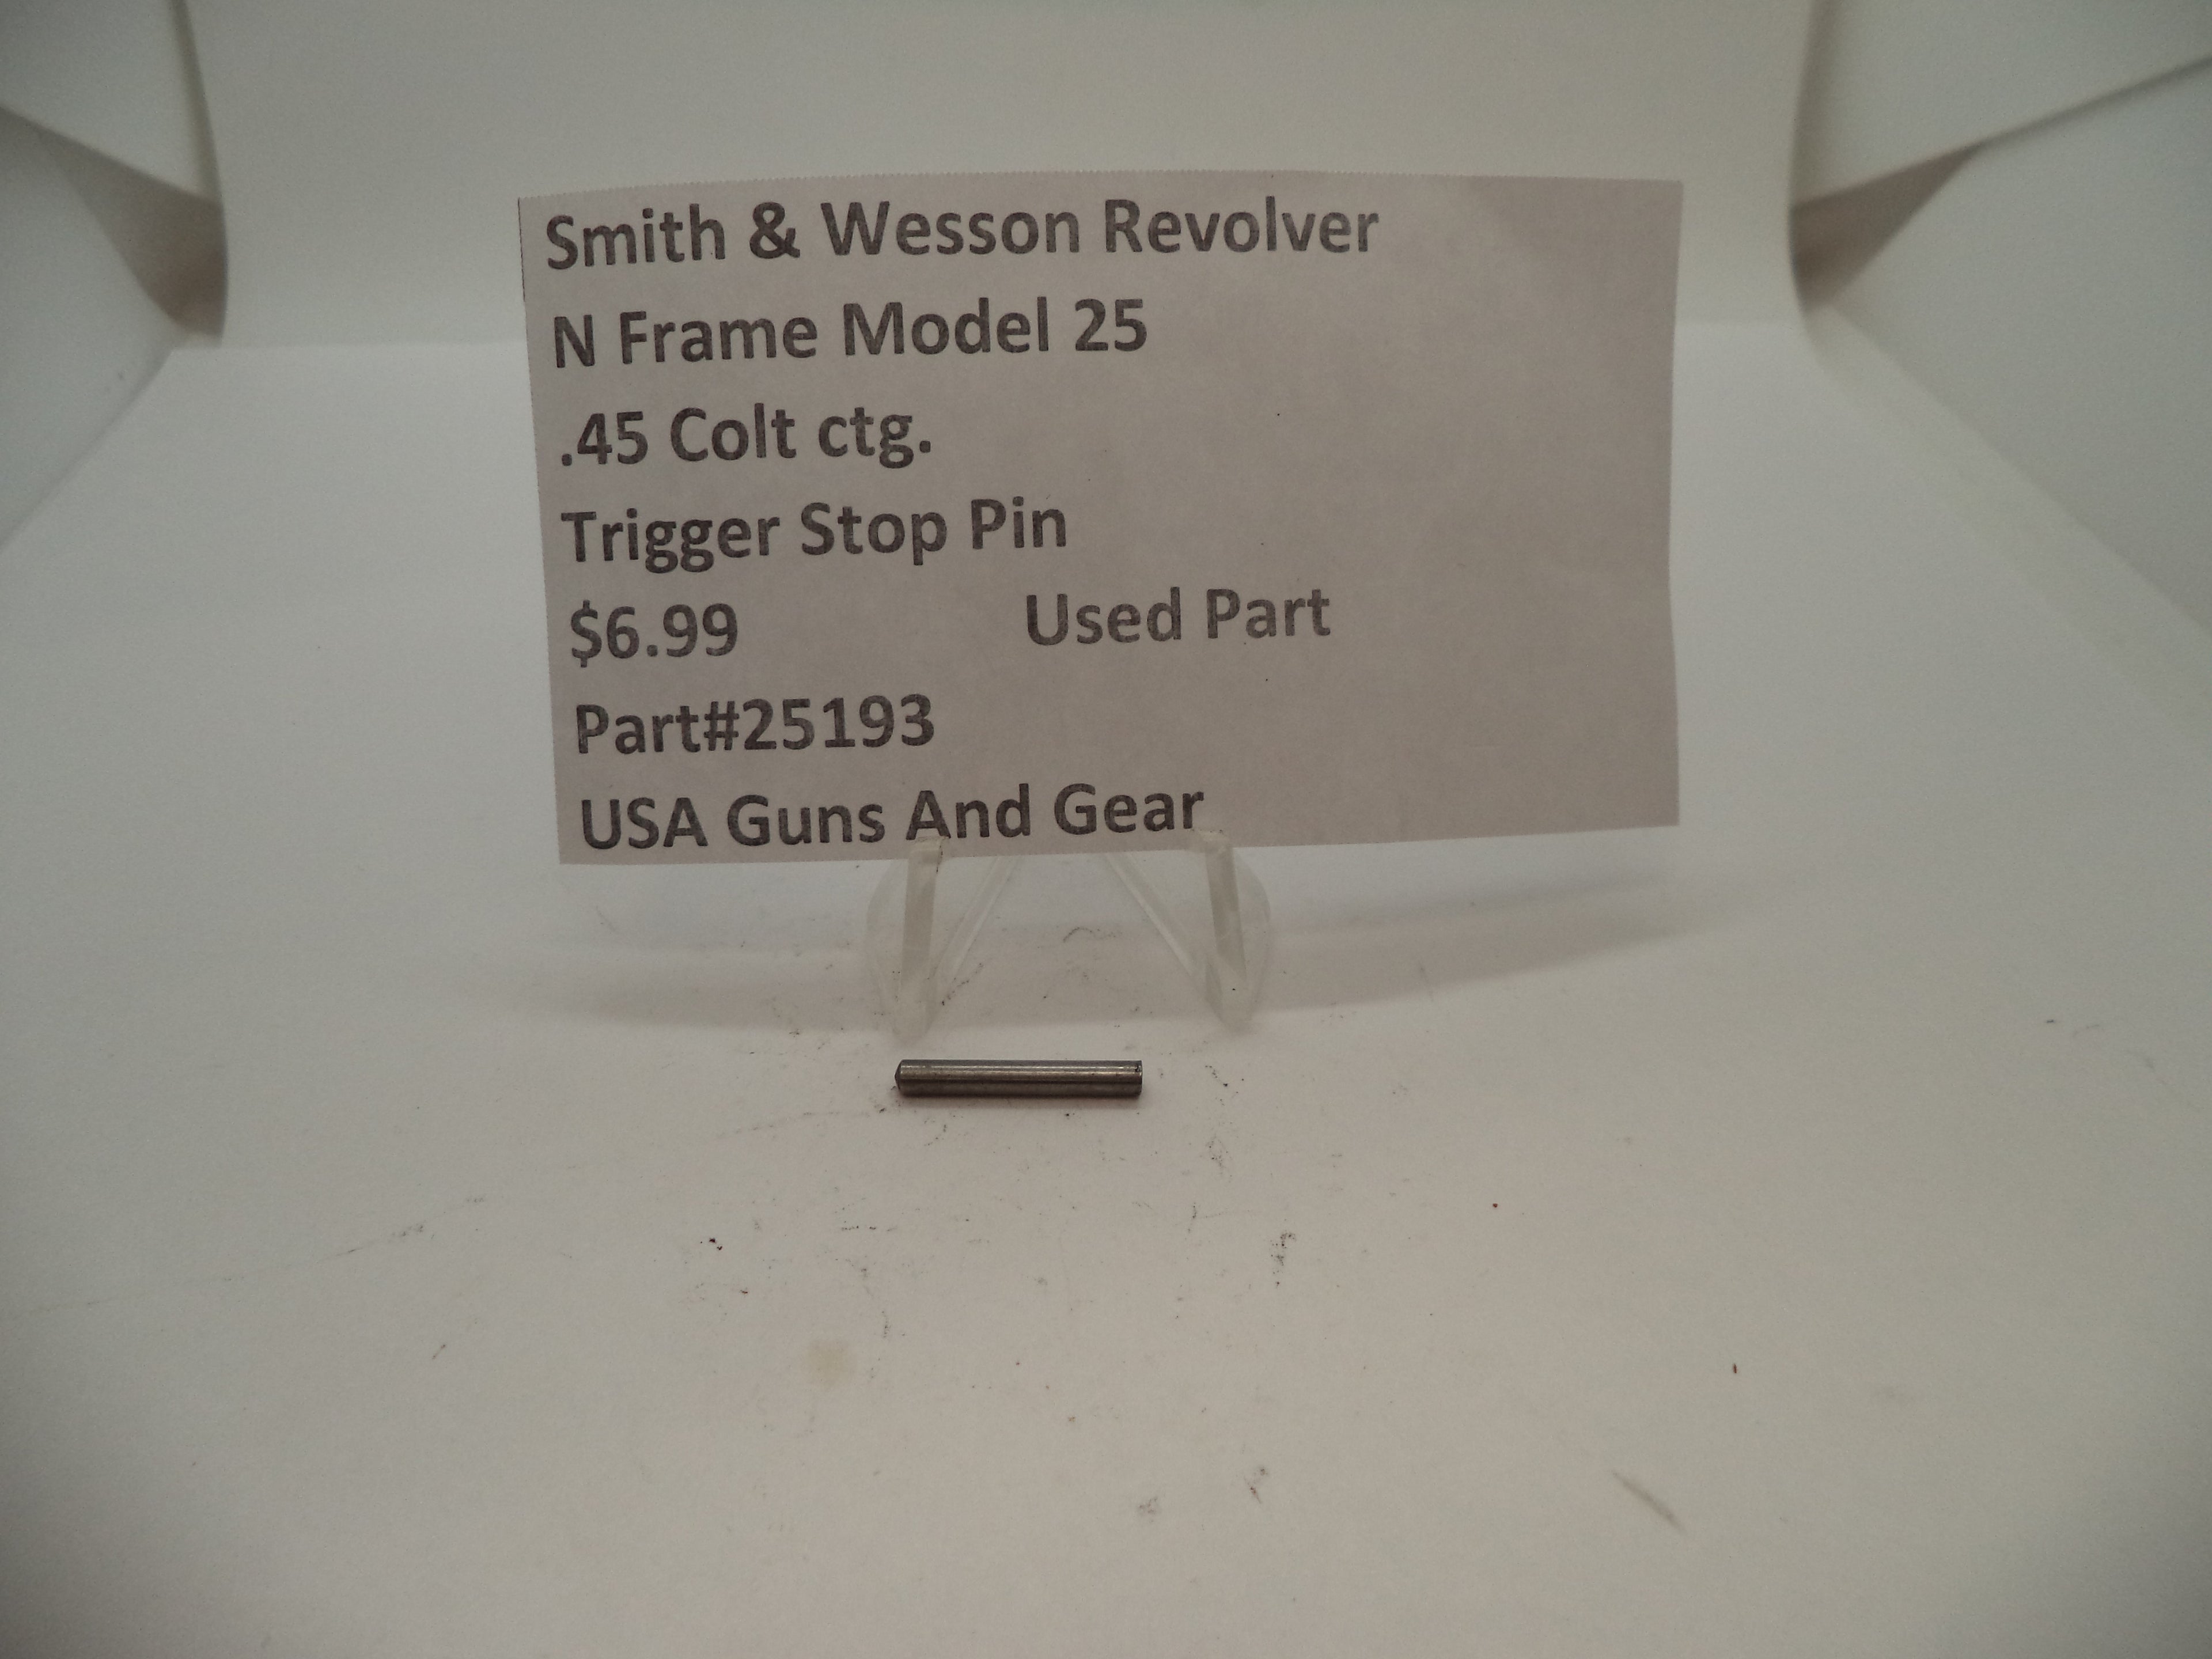 Smith & Wesson Revolver
N Frame Model 25
.45 Colt ctg.
Trigger Stop Pin
$6.99 Used Part
Part#25193
USA Guns And Gear